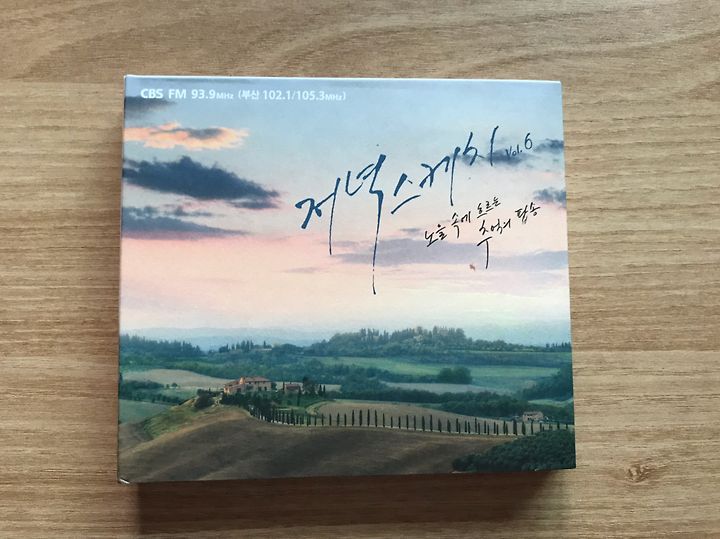 CBS FM 93.9MHz (부산 102.1/105.3MHz)
저녁스케치 Vol.6
노을 속에 흐르는
추억의 팝송